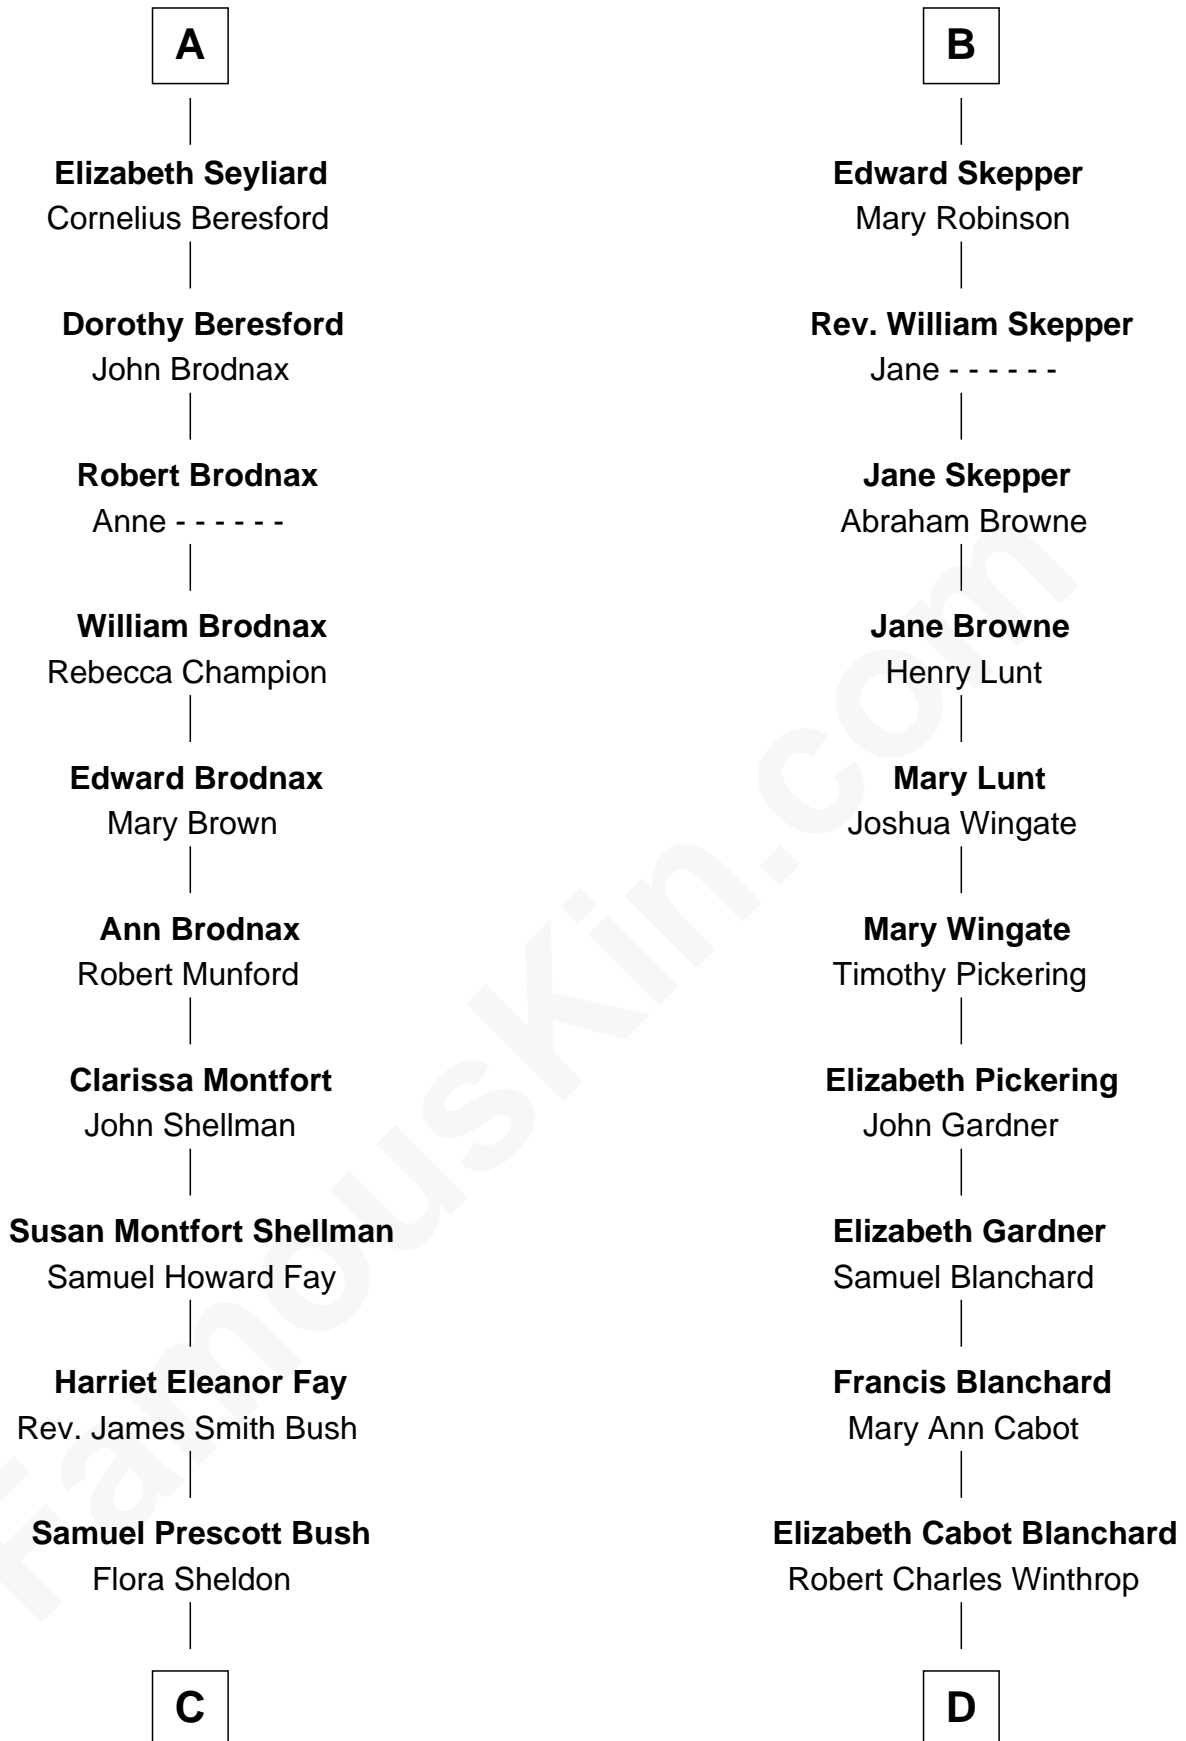 A
Elizabeth Seyliard
Cornelius Beresford
Dorothy Beresford
John Brodnax
Robert Brodnax
Anne - - - - - -
William Brodnax
Rebecca Champion
Edward Brodnax
Mary Brown
Ann Brodnax
Robert Munford
Clarissa Montfort
John Shellman
Susan Montfort Shellman
Samuel Howard Fay
Harriet Eleanor Fay
Rev. James Smith Bush
Samuel Prescott Bush
Flora Sheldon
C
B
Edward Skepper
Mary Robinson
Rev. William Skepper
Jane - - - - - -
Jane Skepper
Abraham Browne
Jane Browne
Henry Lunt
Mary Lunt
Joshua Wingate
Mary Wingate
Timothy Pickering
Elizabeth Pickering
John Gardner
Elizabeth Gardner
Samuel Blanchard
Francis Blanchard
Mary Ann Cabot
Elizabeth Cabot Blanchard
Robert Charles Winthrop
D
FamousKin.com